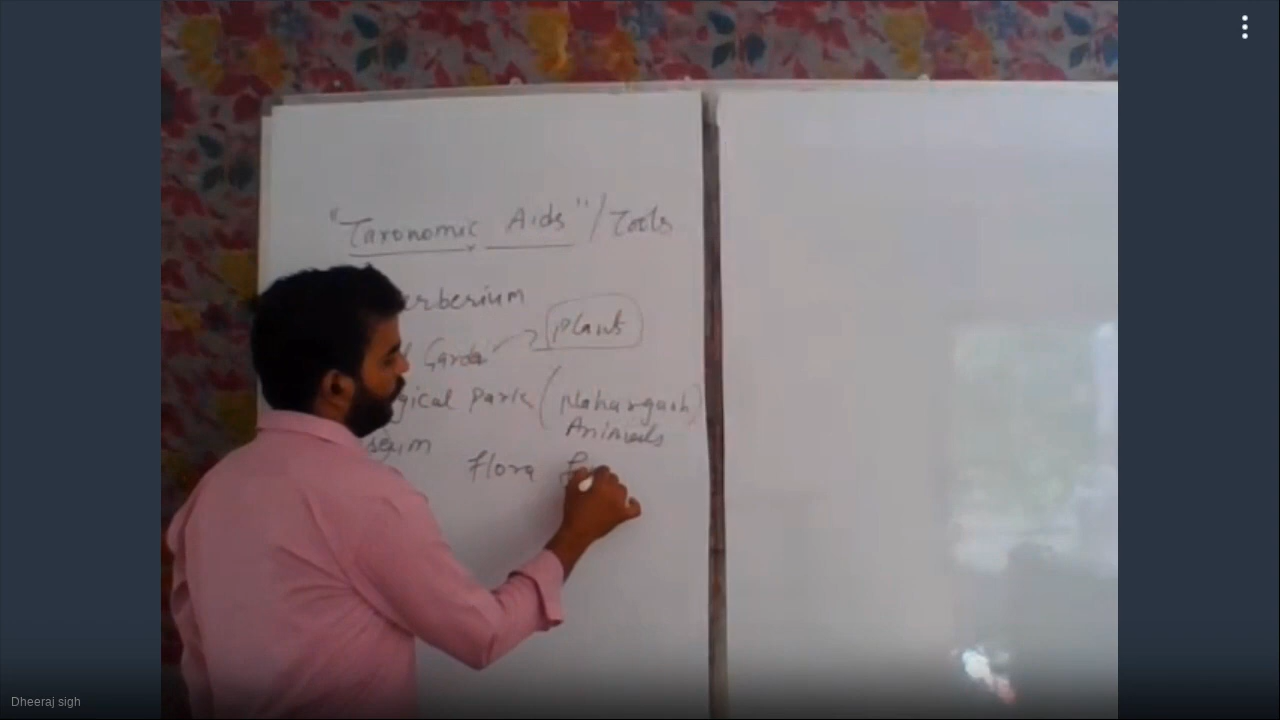 "Taxonomic Aids" / Tools
erberium
Garde → Plants
gical Park (Nahargarh)
Animals
seum
flora
Dheeraj sigh